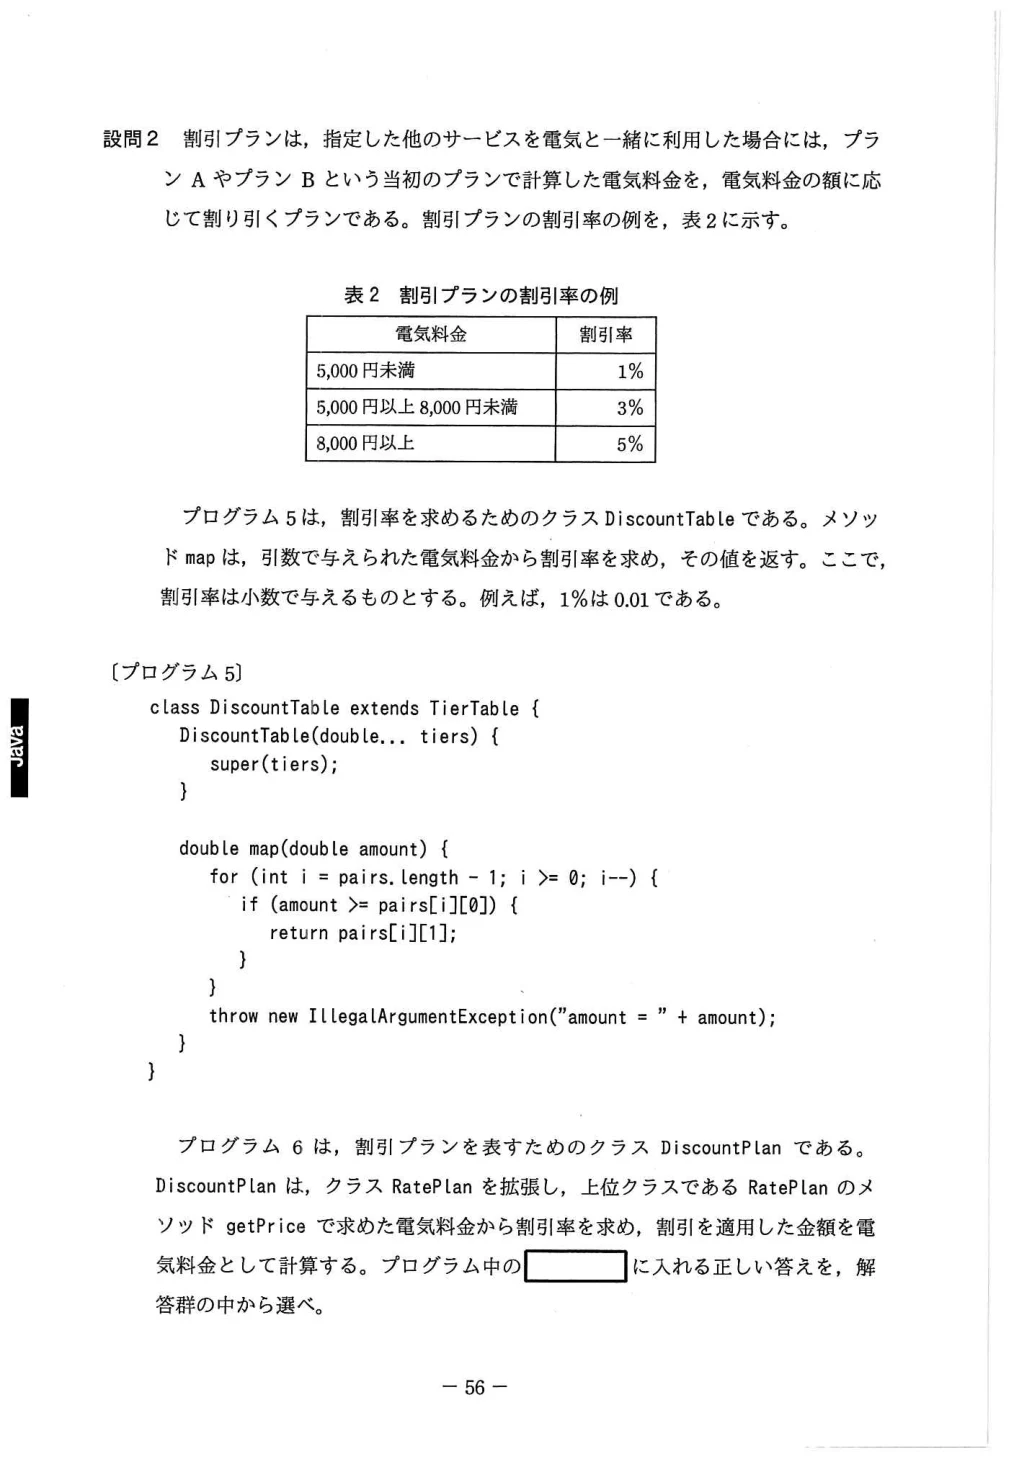 設問2　割引プランは，指定した他のサービスを電気と一緒に利用した場合には，プラ
ン A やプラン B という当初のプランで計算した電気料金を，電気料金の額に応
じて割り引くプランである。割引プランの割引率の例を，表2に示す。
表2　割引プランの割引率の例
電気料金　割引率
5,000 円未満　1%
5,000 円以上 8,000 円未満　3%
8,000 円以上　5%
プログラム 5 は，割引率を求めるためのクラス DiscountTable である。メソッ
ド map は，引数で与えられた電気料金から割引率を求め，その値を返す。ここで，
割引率は小数で与えるものとする。例えば，1%は 0.01 である。
〔プログラム 5〕
class DiscountTable extends TierTable {
DiscountTable(double... tiers) {
super(tiers);
}
double map(double amount) {
for (int i = pairs.length - 1; i >= 0; i--) {
if (amount >= pairs[i][0]) {
return pairs[i][1];
}
}
throw new IllegalArgumentException(”amount = ” + amount);
}
}
プログラム 6 は，割引プランを表すためのクラス DiscountPlan である。
DiscountPlan は，クラス RatePlan を拡張し，上位クラスである RatePlan のメ
ソッド getPrice で求めた電気料金から割引率を求め，割引を適用した金額を電
気料金として計算する。プログラム中の　　　　に入れる正しい答えを，解
答群の中から選べ。
Java
－ 56 －